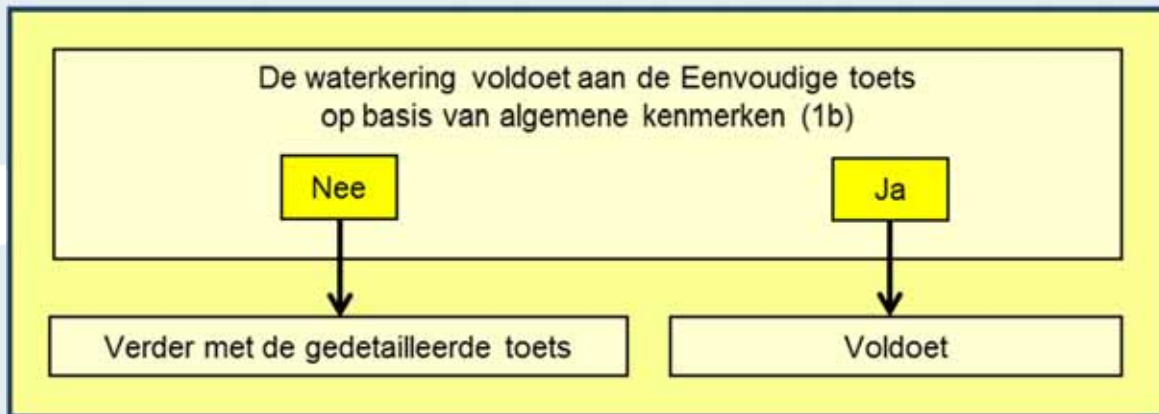 De waterkering voldoet aan de Eenvoudige toets
op basis van algemene kenmerken (1b)
Nee
Ja
Verder met de gedetailleerde toets
Voldoet